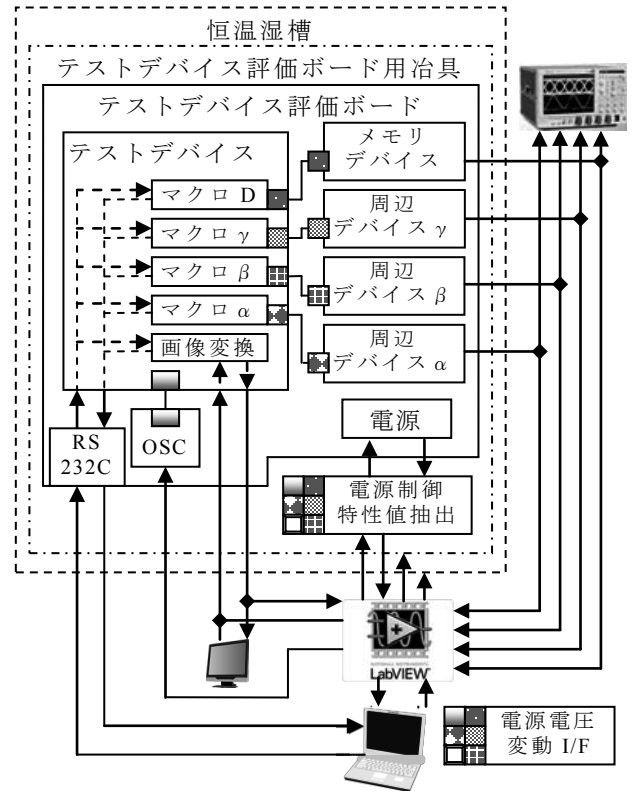 恒温湿槽
テストデバイス評価ボード用冶具
テストデバイス評価ボード
テストデバイス
メモリ
デバイス
マクロ D
周辺
デバイス γ
マクロ γ
マクロ β
周辺
デバイス β
マクロ α
周辺
デバイス α
画像変換
電源
RS
232C
OSC
電源制御
特性値抽出
LabVIEW
電源電圧
変動 I/F